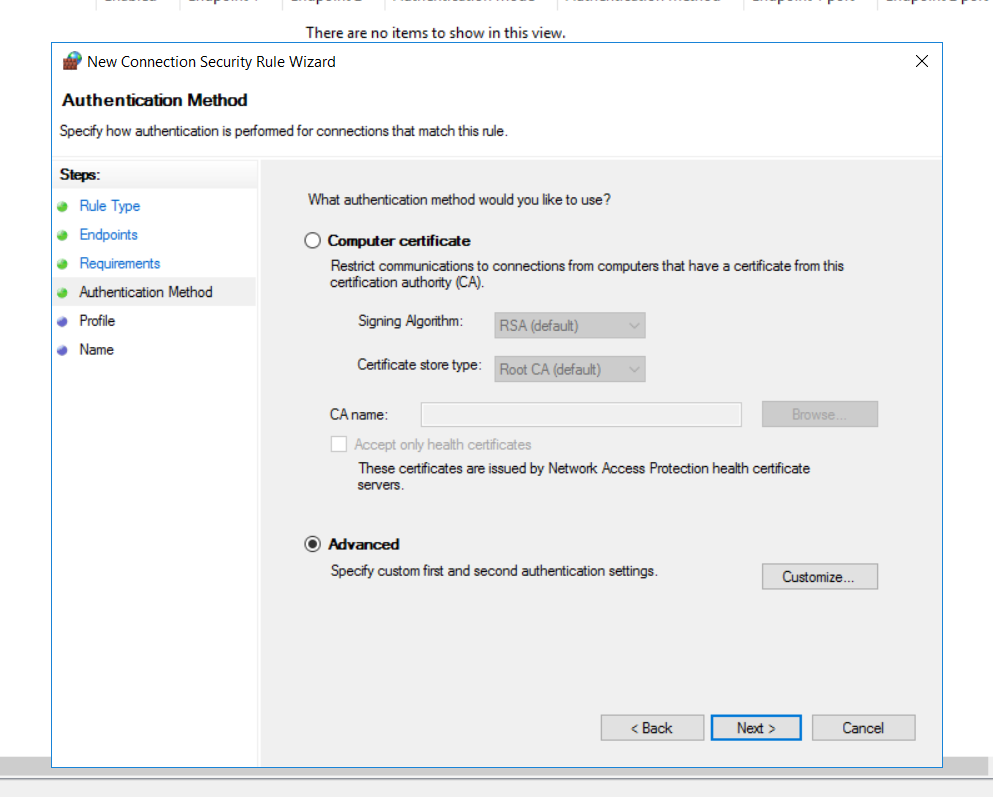 There are no items to show in this view.
New Connection Security Rule Wizard
Authentication Method
Specify how authentication is performed for connections that match this rule.
Steps:
Rule Type
Endpoints
Requirements
Authentication Method
Profile
Name
What authentication method would you like to use?
Computer certificate
Restrict communications to connections from computers that have a certificate from this
certification authority (CA).
Signing Algorithm:
RSA (default)
Certificate store type:
Root CA (default)
CA name:
Browse...
Accept only health certificates
These certificates are issued by Network Access Protection health certificate
servers.
Advanced
Specify custom first and second authentication settings.
Customize...
< Back
Next >
Cancel